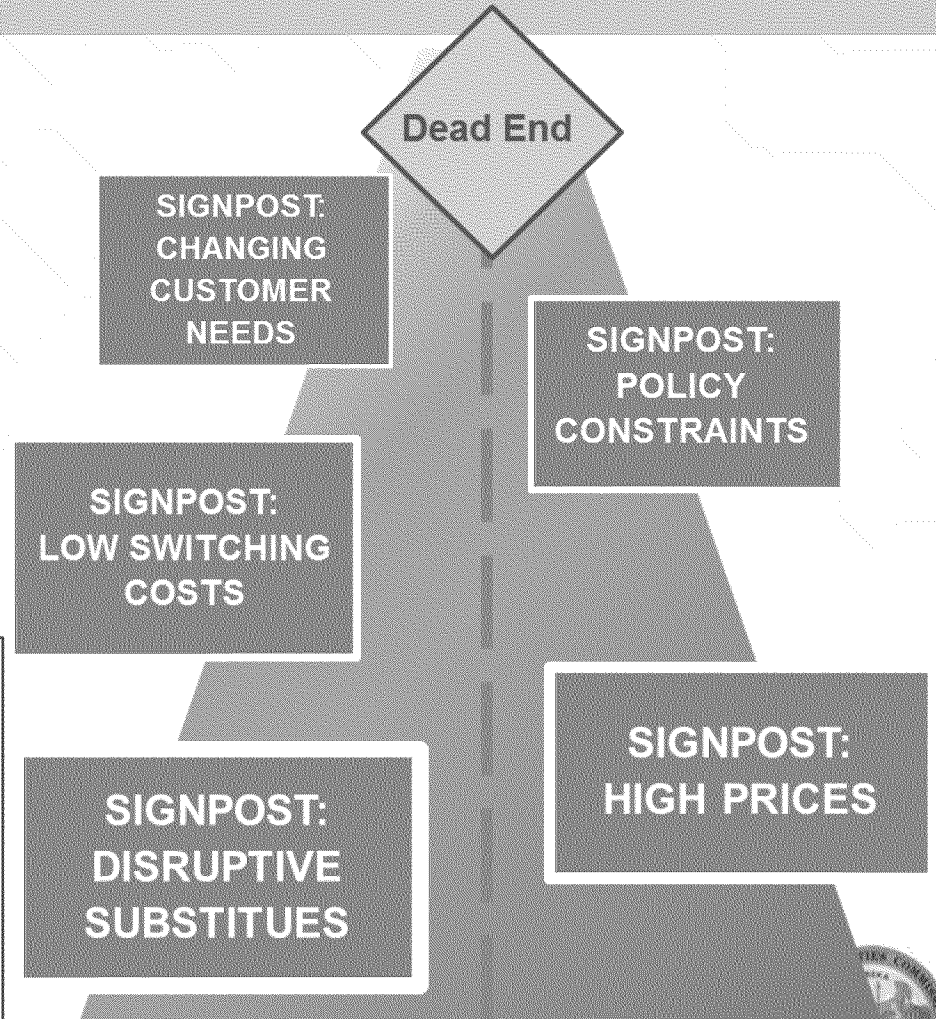 Dead End
SIGNPOST:
CHANGING
CUSTOMER
NEEDS
SIGNPOST:
POLICY
CONSTRAINTS
SIGNPOST:
LOW SWITCHING
COSTS
SIGNPOST:
HIGH PRICES
SIGNPOST:
DISRUPTIVE
SUBSTITUES